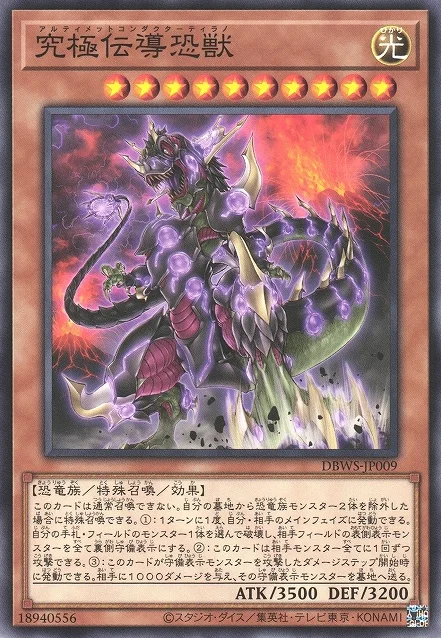 アルティメットコンダクターティラノ
究極伝導恐獣
ひかり
光
DBWS-JP009
【恐竜族／特殊召喚／効果】
このカードは通常召喚できない。自分の墓地から恐竜族モンスター2体を除外した
場合に特殊召喚できる。①：1ターンに1度、自分・相手のメインフェイズに発動できる。
自分の手札・フィールドのモンスター1体を選んで破壊し、相手フィールドの表側表示モン
スターを全て裏側守備表示にする。②：このカードは相手モンスター全てに1回ずつ
攻撃できる。③：このカードが守備表示モンスターを攻撃したダメージステップ開始時
に発動できる。相手に1000ダメージを与え、その守備表示モンスターを墓地へ送る。
ATK/3500 DEF/3200
18940556
©スタジオ・ダイス／集英社・テレビ東京・KONAMI